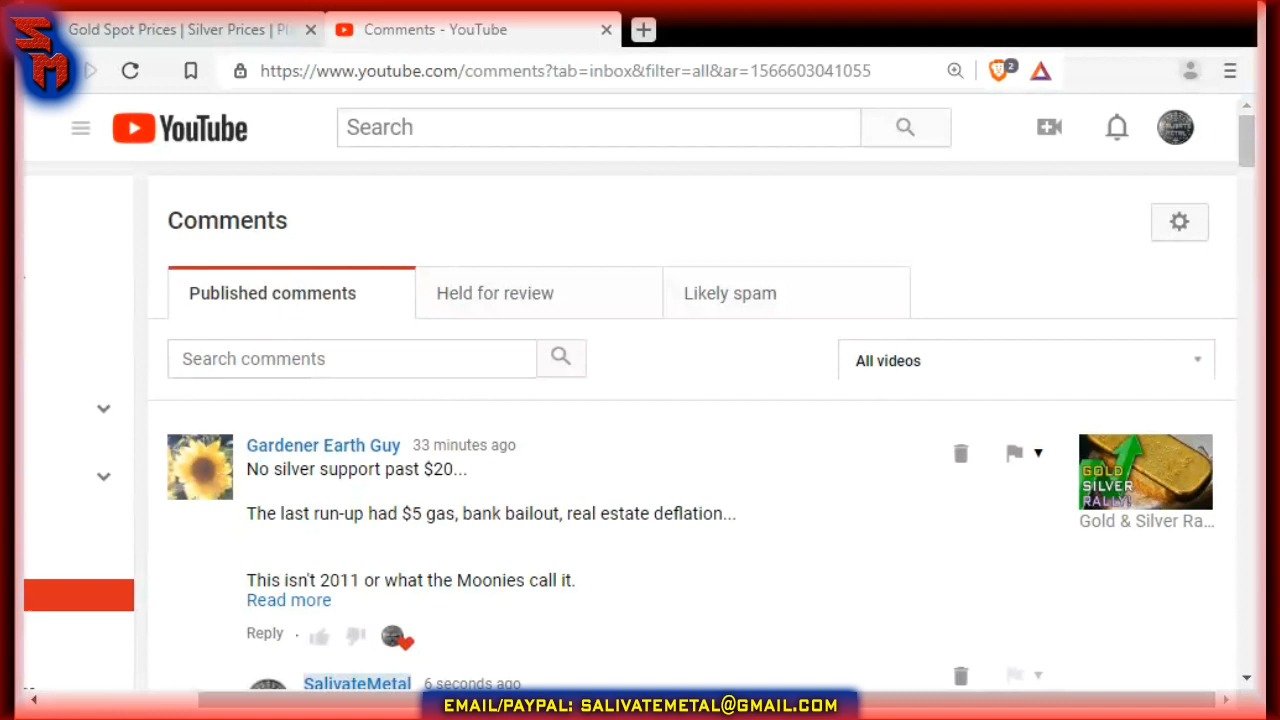 SM
Gold Spot Prices | Silver Prices |
Comments - YouTube
https://www.youtube.com/comments?tab=inbox&filter=all&ar=1566603041055
2
YouTube
Search
SALIVATE
METAL
Comments
Published comments
Held for review
Likely spam
Search comments
All videos
Gardener Earth Guy 33 minutes ago
No silver support past $20...
The last run-up had $5 gas, bank bailout, real estate deflation...
This isn't 2011 or what the Moonies call it.
Read more
Reply
GOLD
SILVER
RALLY!
Gold & Silver Ra...
SalivateMetal 6 seconds ago
EMAIL/PAYPAL: SALIVATEMETAL@GMAIL.COM